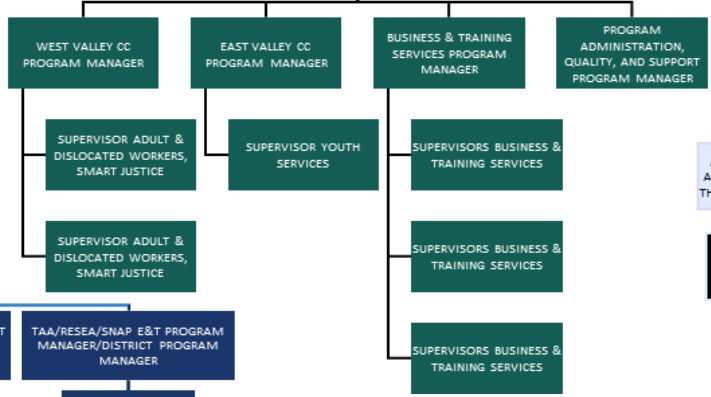 WEST VALLEY CC
PROGRAM MANAGER
EAST VALLEY CC
PROGRAM MANAGER
BUSINESS & TRAINING
SERVICES PROGRAM
MANAGER
PROGRAM
ADMINISTRATION,
QUALITY, AND SUPPORT
PROGRAM MANAGER
SUPERVISOR ADULT &
DISLOCATED WORKERS,
SMART JUSTICE
SUPERVISOR YOUTH
SERVICES
SUPERVISORS BUSINESS &
TRAINING SERVICES
SUPERVISOR ADULT &
DISLOCATED WORKERS,
SMART JUSTICE
SUPERVISORS BUSINESS &
TRAINING SERVICES
TAA/RESEA/SNAP E&T PROGRAM
MANAGER/DISTRICT PROGRAM
MANAGER
SUPERVISORS BUSINESS &
TRAINING SERVICES